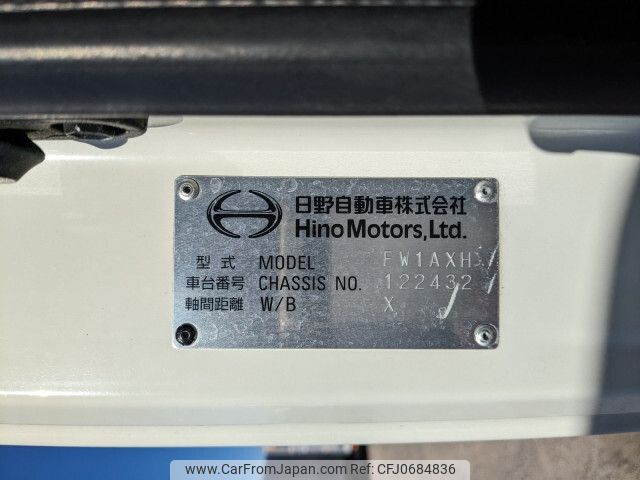 日野自動車株式会社
Hino Motors, Ltd.
型式 MODEL FW1AXH
車台番号 CHASSIS NO. 122432
軸間距離 W/B X
www.CarFromJapan.com | Ref.No CFJ0684836